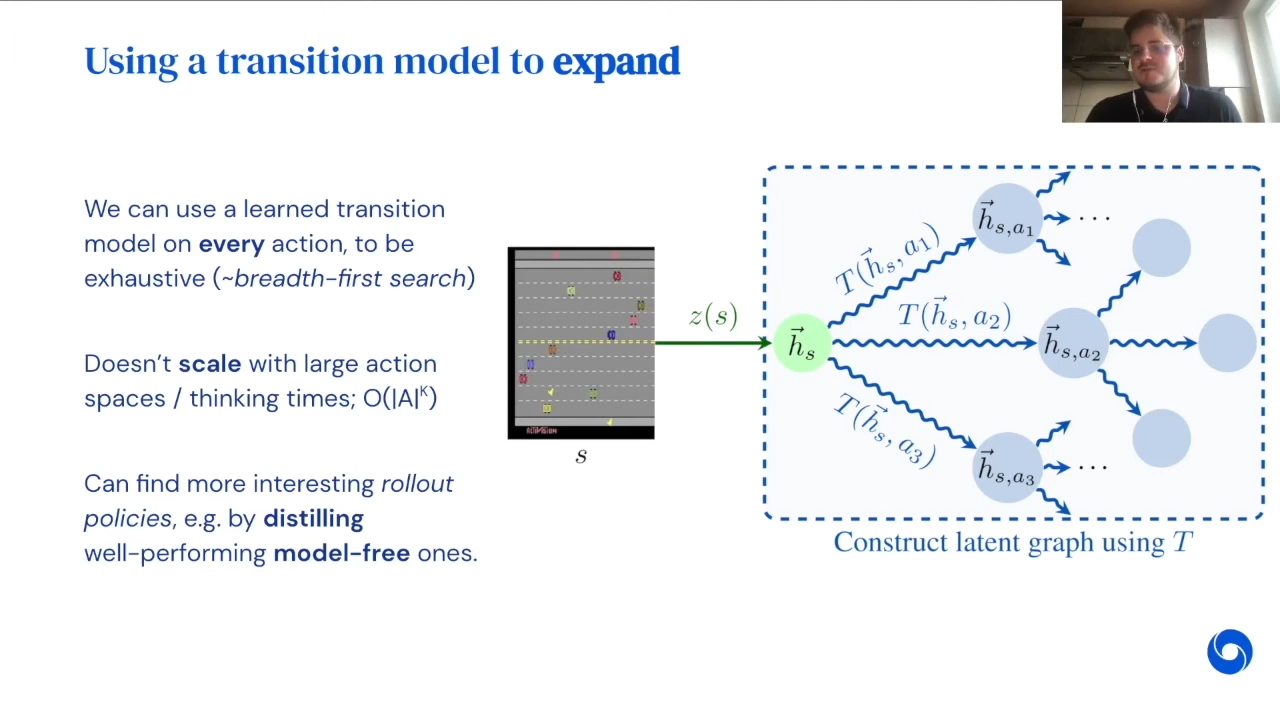 Using a transition model to expand
We can use a learned transition
model on every action, to be
exhaustive (~breadth-first search)
Doesn't scale with large action
spaces / thinking times; O(|A|ᴷ)
Can find more interesting rollout
policies, e.g. by distilling
well-performing model-free ones.
ACTIVISION
s
z(s)
h⃗ₛ
T(h⃗ₛ, a₁)
T(h⃗ₛ, a₂)
T(h⃗ₛ, a₃)
h⃗ₛ,ₐ₁
...
h⃗ₛ,ₐ₂
h⃗ₛ,ₐ₃
...
Construct latent graph using T